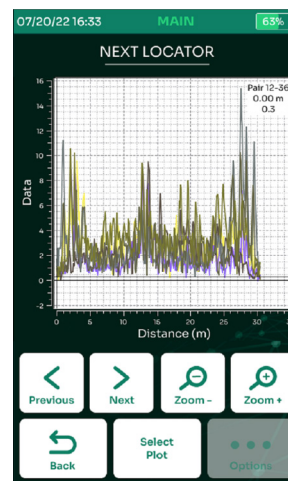 07/20/22 16:33 MAIN 63%
NEXT LOCATOR
Pair 12-36
0.00 m
0.3
16
14
12
10
8
6
4
2
0
-2
Data
0 5 10 15 20 25 30
Distance (m)
Previous Next Zoom - Zoom +
Back Select Plot Options